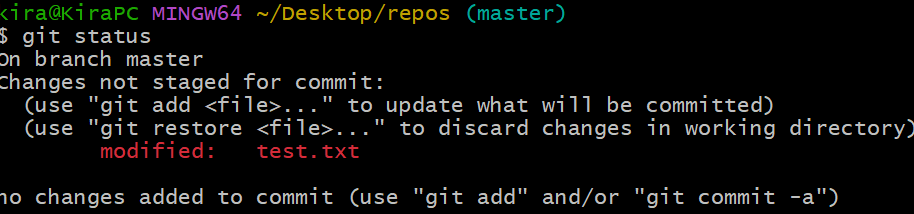 kira@KiraPC MINGW64 ~/Desktop/repos (master)
$ git status
On branch master
Changes not staged for commit:
  (use "git add <file>..." to update what will be committed)
  (use "git restore <file>..." to discard changes in working directory)
        modified:   test.txt

no changes added to commit (use "git add" and/or "git commit -a")